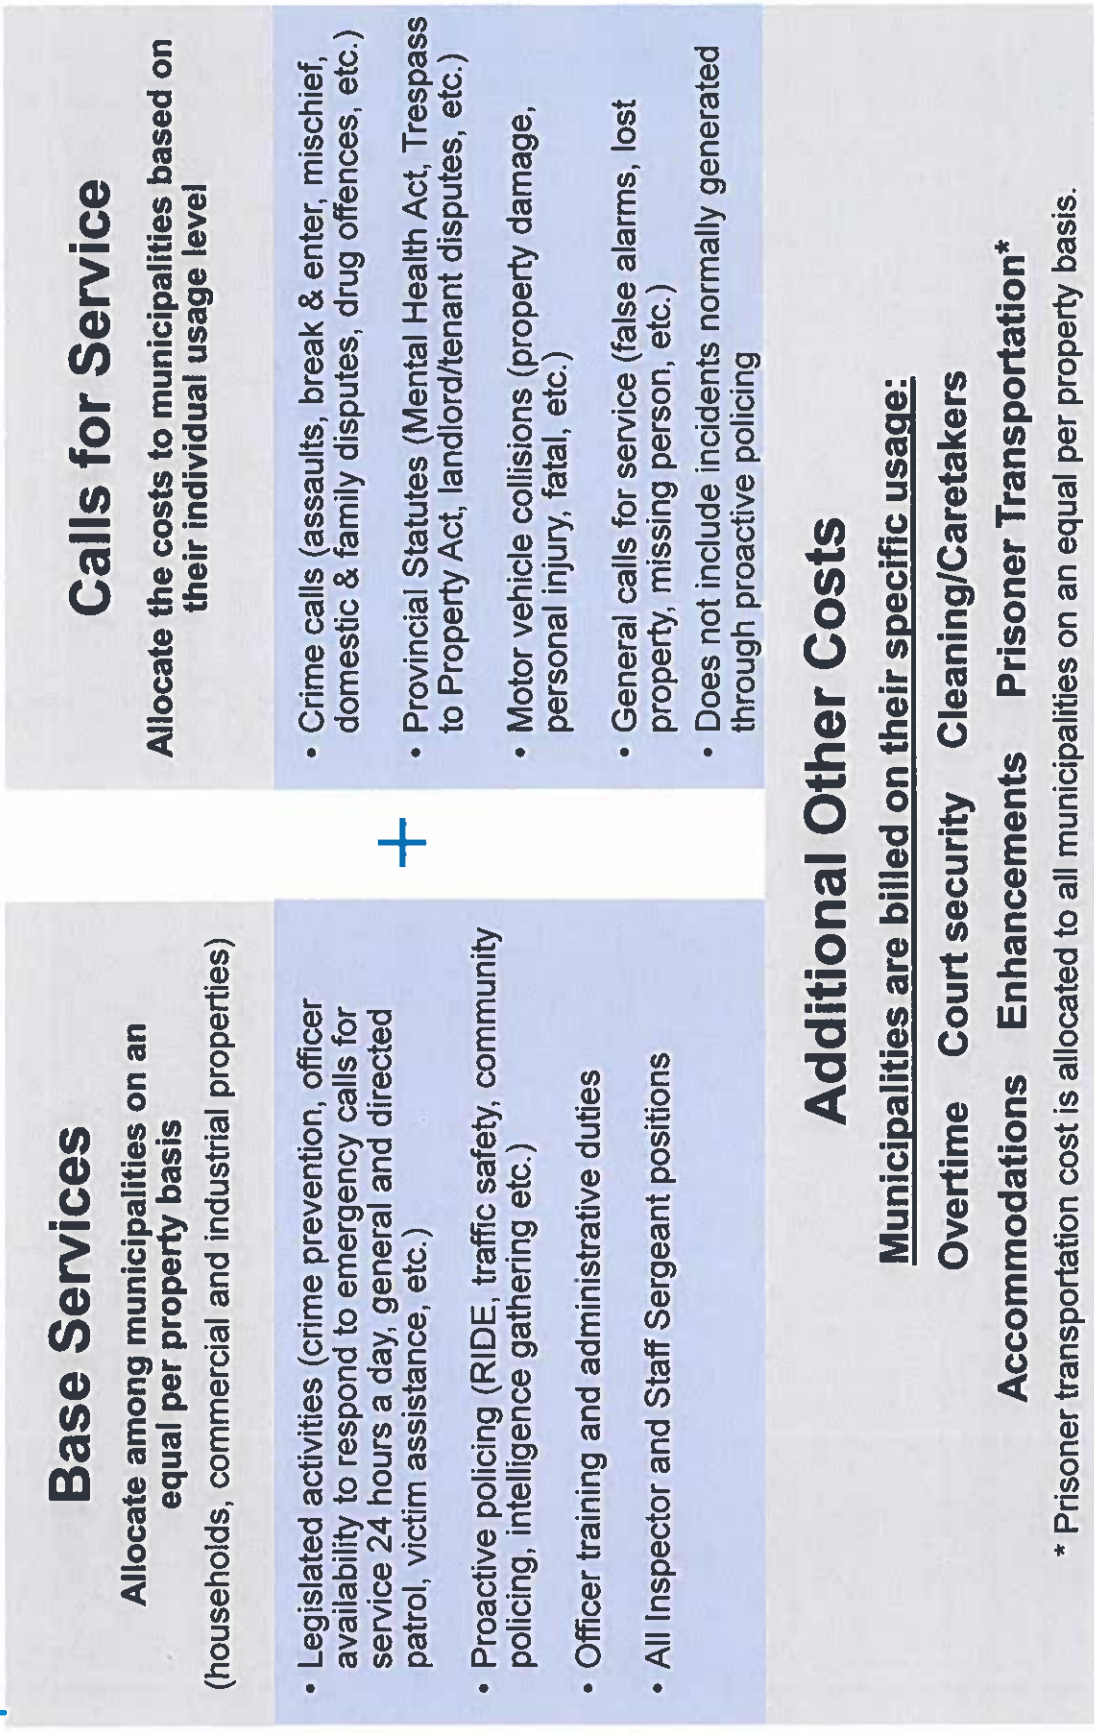 Base Services
Allocate among municipalities on an
equal per property basis
(households, commercial and industrial properties)
• Legislated activities (crime prevention, officer
availability to respond to emergency calls for
service 24 hours a day, general and directed
patrol, victim assistance, etc.)
• Proactive policing (RIDE, traffic safety, community
policing, intelligence gathering etc.)
• Officer training and administrative duties
• All Inspector and Staff Sergeant positions
+
Calls for Service
Allocate the costs to municipalities based on
their individual usage level
• Crime calls (assaults, break & enter, mischief,
domestic & family disputes, drug offences, etc.)
• Provincial Statutes (Mental Health Act, Trespass
to Property Act, landlord/tenant disputes, etc.)
• Motor vehicle collisions (property damage,
personal injury, fatal, etc.)
• General calls for service (false alarms, lost
property, missing person, etc.)
• Does not include incidents normally generated
through proactive policing
Additional Other Costs
Municipalities are billed on their specific usage:
Overtime Court security Cleaning/Caretakers
Accommodations Enhancements Prisoner Transportation*
* Prisoner transportation cost is allocated to all municipalities on an equal per property basis.